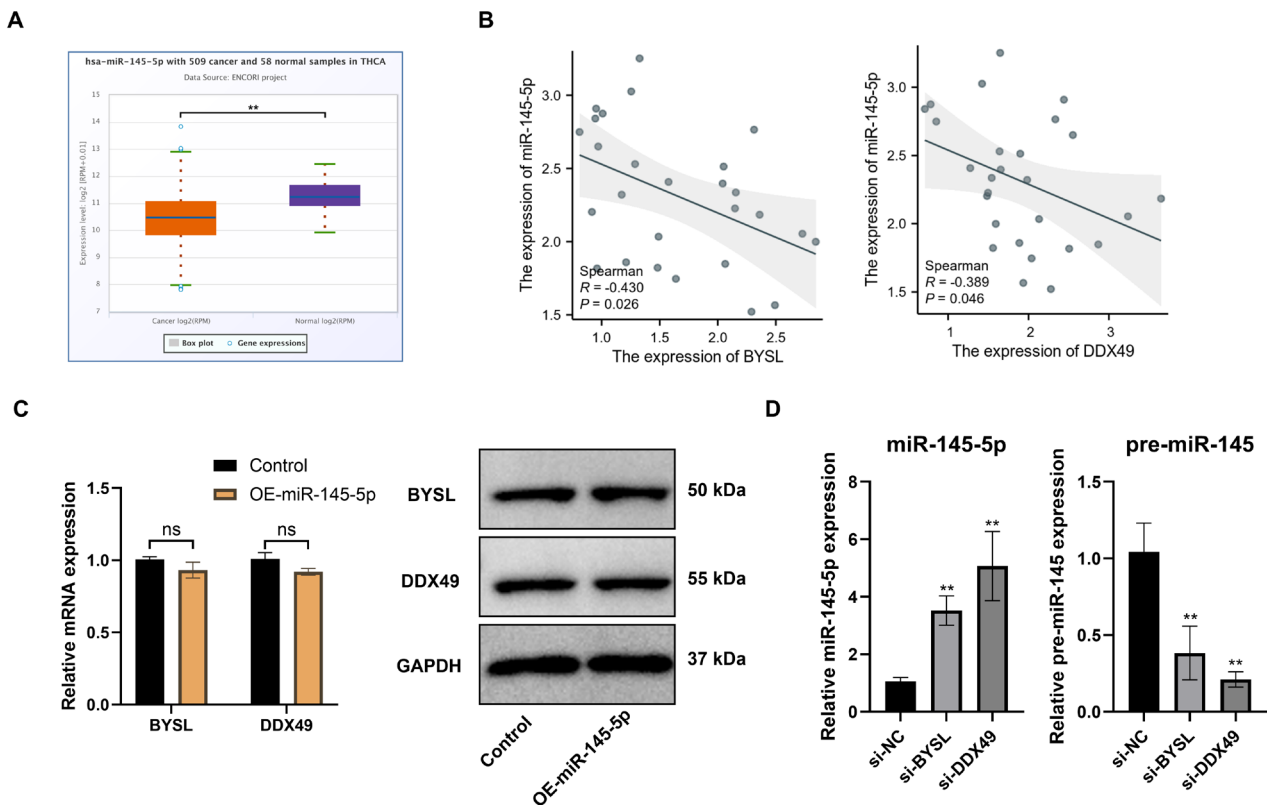 A
hsa-miR-145-5p with 509 cancer and 58 normal samples in THCA
Data Source: ENCORI project
**
Expression level: log2 [RPM+0.01]
15
14
13
12
11
10
9
8
7
Cancer log2(RPM)
Normal log2(RPM)
Box plot
Gene expressions
B
The expression of miR-145-5p
3.0
2.5
2.0
1.5
Spearman
R = -0.430
P = 0.026
1.0
1.5
2.0
2.5
The expression of BYSL
The expression of miR-145-5p
3.0
2.5
2.0
1.5
Spearman
R = -0.389
P = 0.046
1
2
3
The expression of DDX49
C
Control
OE-miR-145-5p
Relative mRNA expression
1.5
1.0
0.5
0.0
ns
ns
BYSL
DDX49
BYSL
50 kDa
DDX49
55 kDa
GAPDH
37 kDa
Control
OE-miR-145-5p
D
miR-145-5p
Relative miR-145-5p expression
8
6
4
2
0
**
**
si-NC
si-BYSL
si-DDX49
pre-miR-145
Relative pre-miR-145 expression
1.5
1.0
0.5
0.0
**
**
si-NC
si-BYSL
si-DDX49